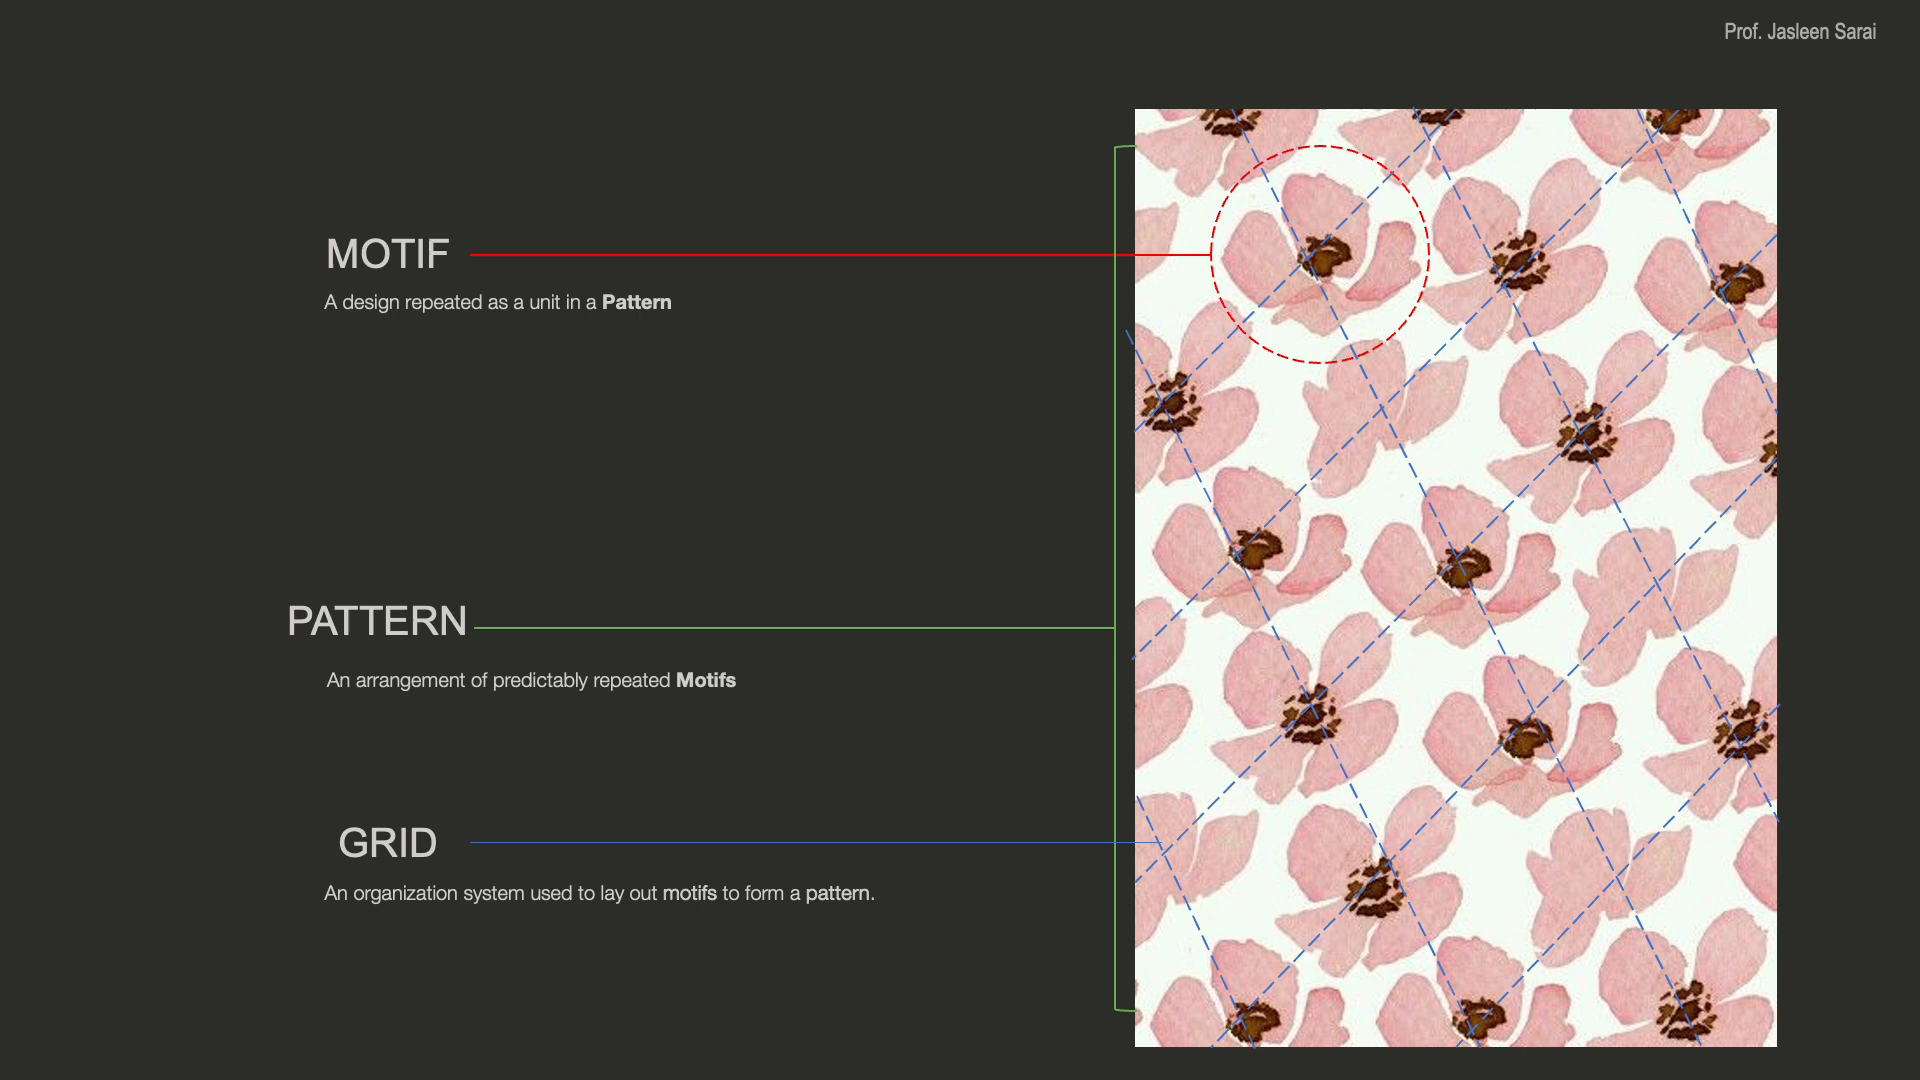 Prof. Jasleen Sarai
MOTIF
A design repeated as a unit in a Pattern
PATTERN
An arrangement of predictably repeated Motifs
GRID
An organization system used to lay out motifs to form a pattern.